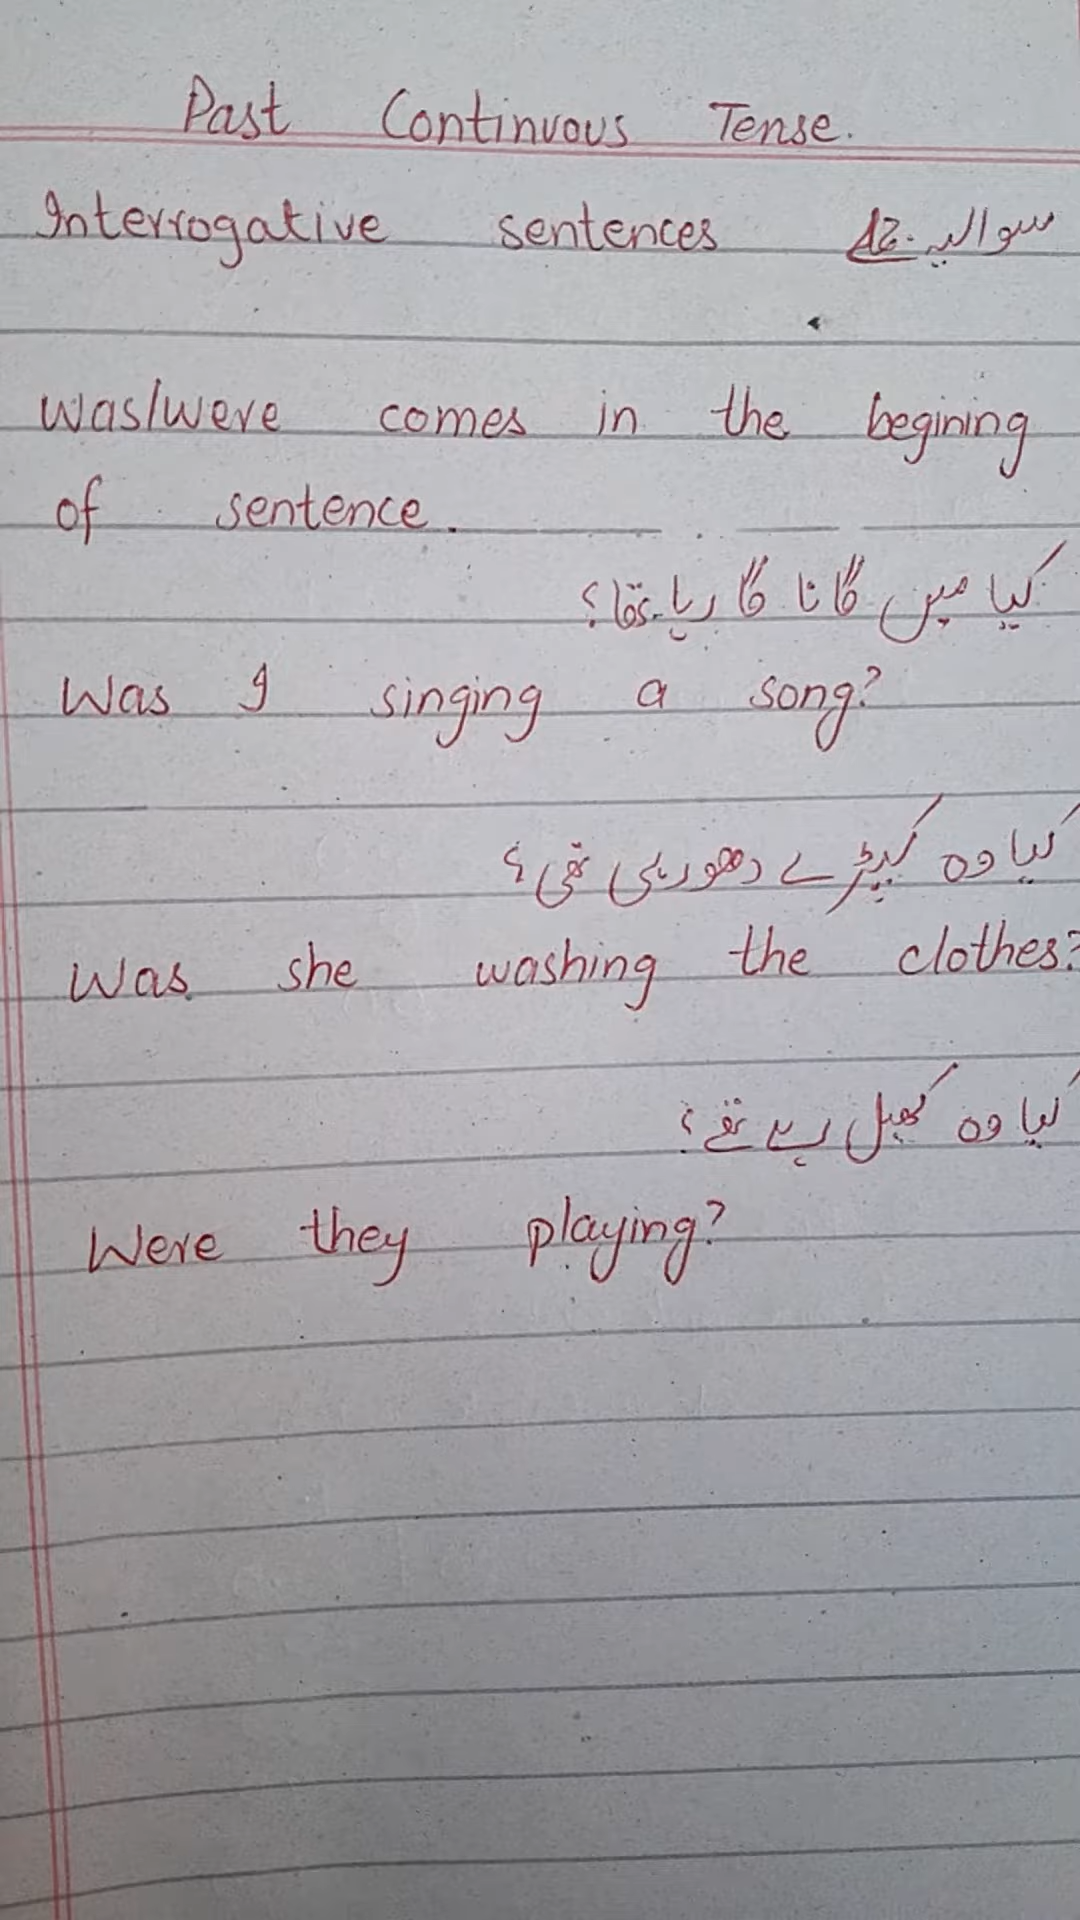 Past Continuous Tense.
Interrogative sentences سوالیہ جملے
was/were comes in the begining
of sentence.
کیا میں گانا گا رہا تھا؟
Was I singing a song?
کیا وہ کپڑے دھو رہی تھی؟
Was she washing the clothes?
کیا وہ کھیل رہے تھے؟
Were they playing?